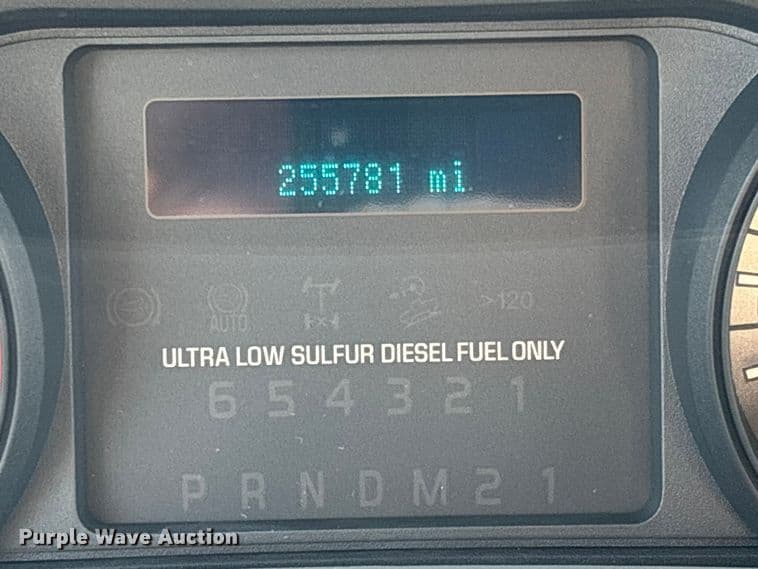 255781 mi
AUTO
>120
ULTRA LOW SULFUR DIESEL FUEL ONLY
6 5 4 3 2 1
P R N D M 2 1
Purple Wave Auction